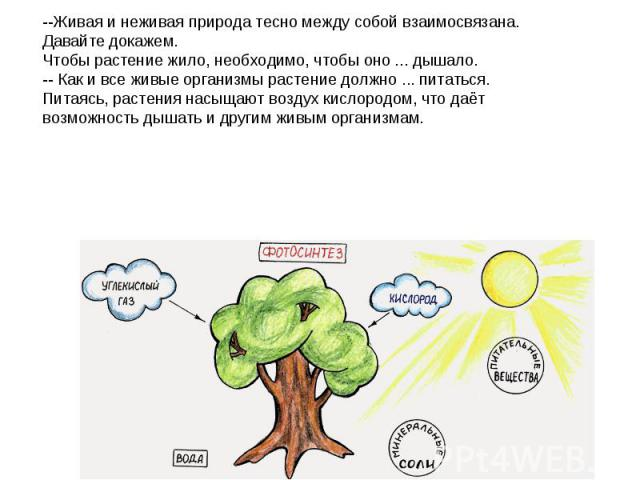 --Живая и неживая природа тесно между собой взаимосвязана.
Давайте докажем.
Чтобы растение жило, необходимо, чтобы оно ... дышало.
-- Как и все живые организмы растение должно ... питаться.
Питаясь, растения насыщают воздух кислородом, что даёт
возможность дышать и другим живым организмам.
ФОТОСИНТЕЗ
УГЛЕКИСЛЫЙ
ГАЗ
КИСЛОРОД
ПИТАТЕЛЬНЫЕ
ВЕЩЕСТВА
МИНЕРАЛЬНЫЕ
СОЛИ
ВОДА
PPt4WEB.